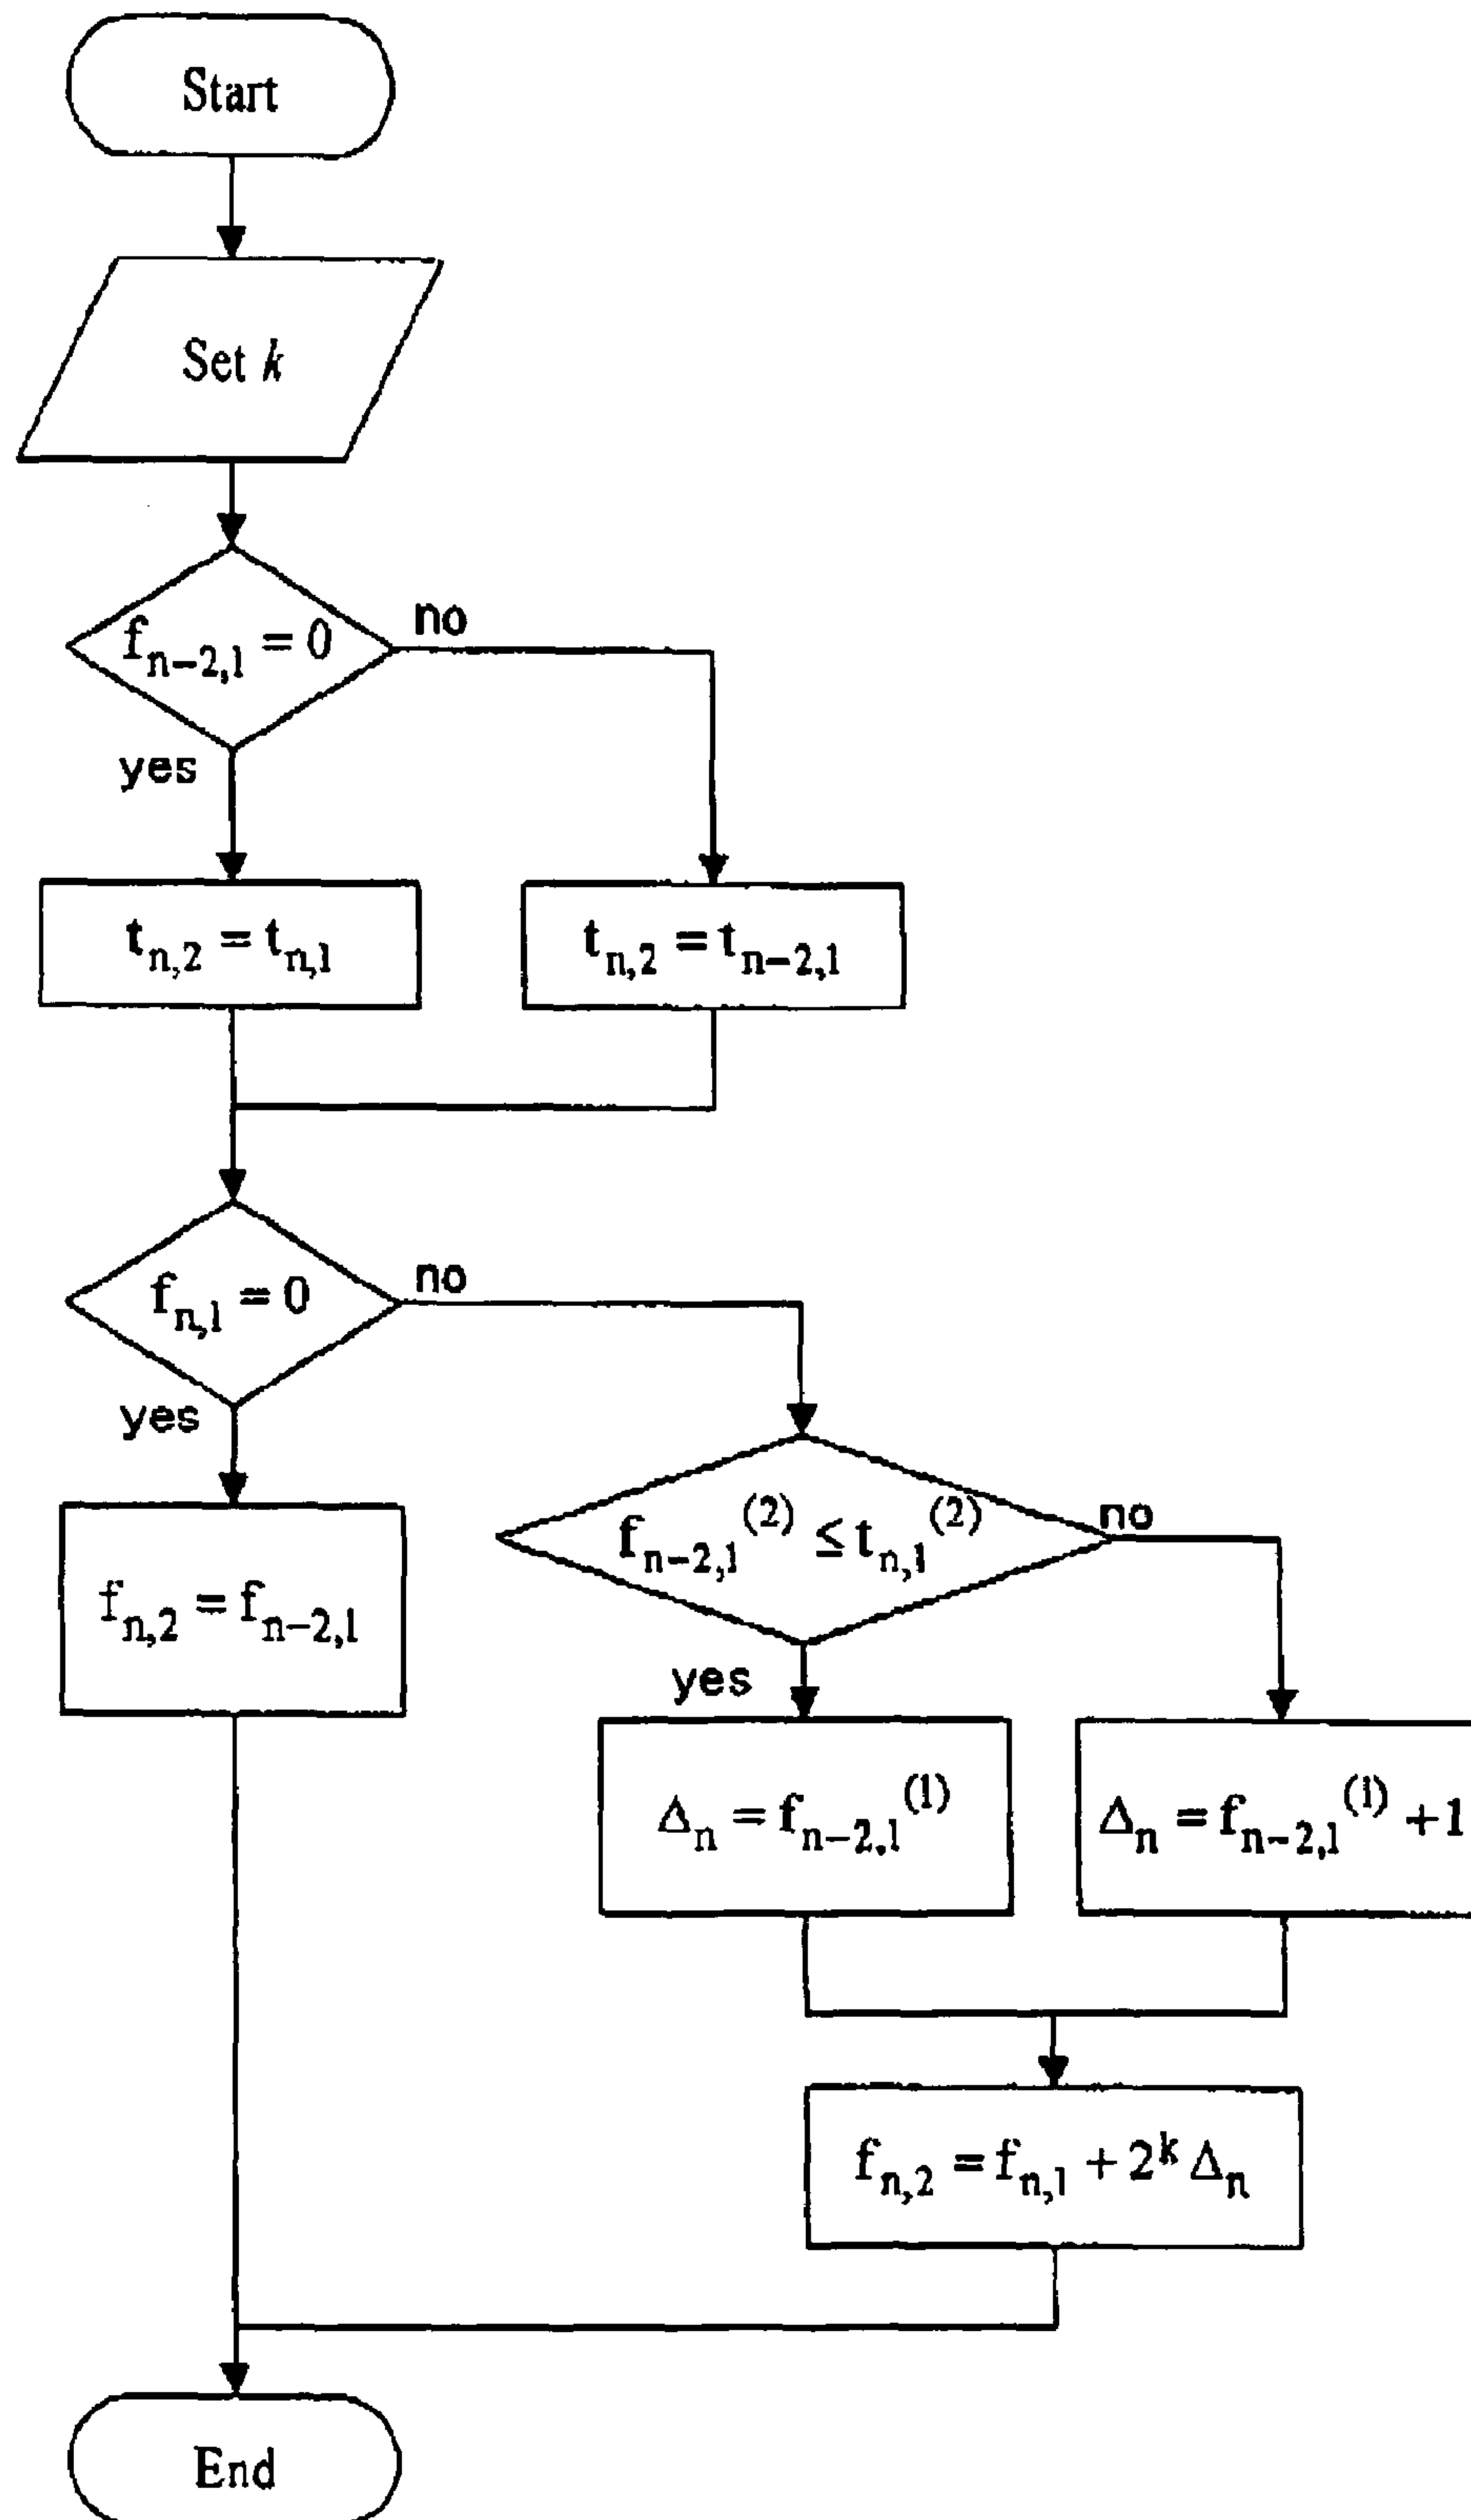 Start
Set k
f_{n-2,1} = 0
no
yes
t_{n,2} = t_{n,1}
t_{n,2} = t_{n-2,1}
f_{n,1} = 0
no
yes
f_{n-2,1}^{(2)} ≤ t_{n,1}^{(2)}
no
yes
f_{n,2} = f_{n-2,1}
Δ_n = f_{n-2,1}^{(1)}
Δ_n = f_{n-2,1}^{(1)} + 1
f_{n,2} = f_{n,1} + 2^k Δ_n
End